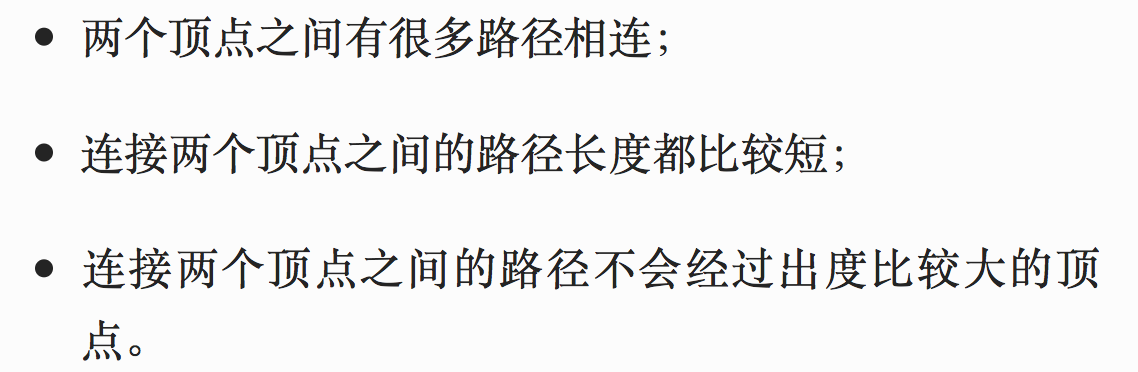 • 两个顶点之间有很多路径相连；
• 连接两个顶点之间的路径长度都比较短；
• 连接两个顶点之间的路径不会经过出度比较大的顶
点。